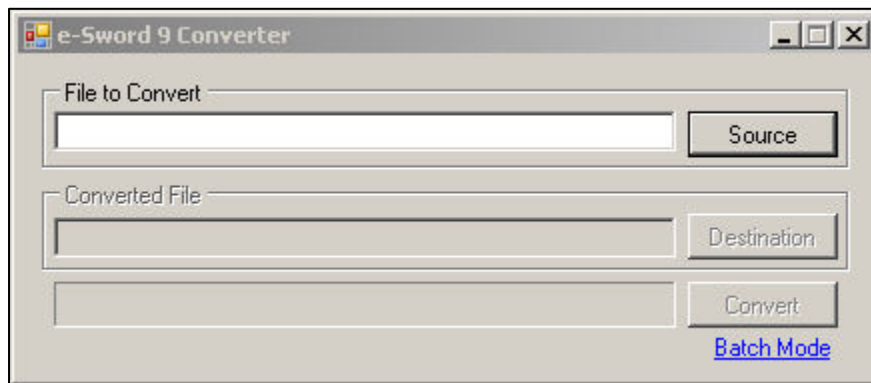 e-Sword 9 Converter
File to Convert
Source
Converted File
Destination
Convert
Batch Mode